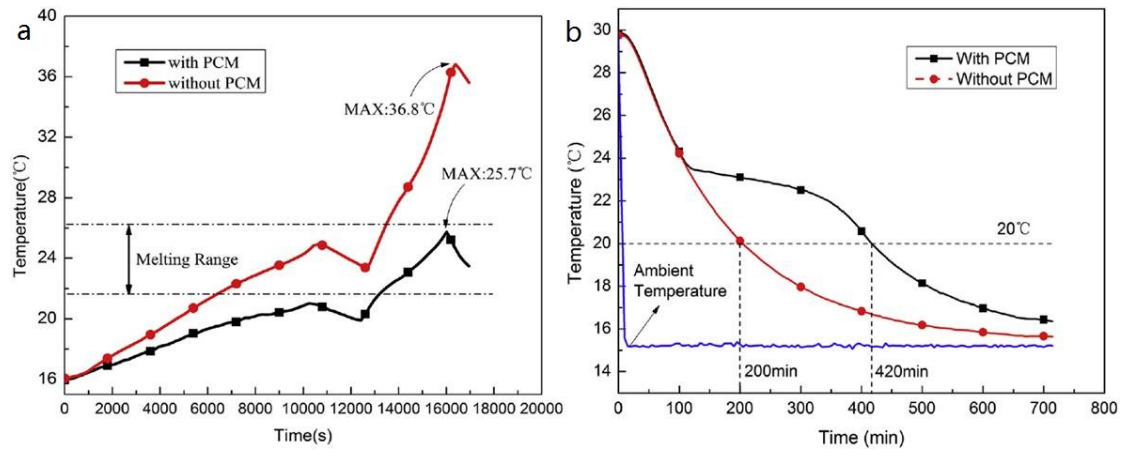 a
40
36
32
28
24
20
16
Temperature(℃)
with PCM
without PCM
MAX:36.8℃
MAX:25.7℃
Melting Range
0 2000 4000 6000 8000 10000 12000 14000 16000 18000 20000
Time(s)
b
30
28
26
24
22
20
18
16
14
Temperature (℃)
With PCM
Without PCM
20℃
Ambient
Temperature
200min
420min
0 100 200 300 400 500 600 700 800
Time (min)